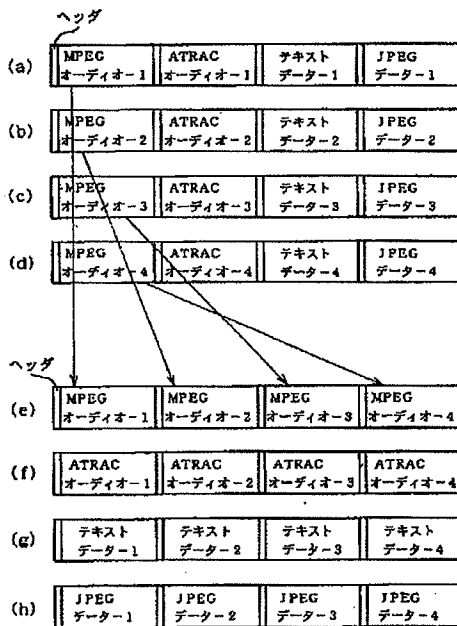 ヘッダ
(a) MPEG オーディオ-1 ATRAC オーディオ-1 テキスト データ-1 JPEG データ-1
(b) MPEG オーディオ-2 ATRAC オーディオ-2 テキスト データ-2 JPEG データ-2
(c) MPEG オーディオ-3 ATRAC オーディオ-3 テキスト データ-3 JPEG データ-3
(d) MPEG オーディオ-4 ATRAC オーディオ-4 テキスト データ-4 JPEG データ-4
ヘッダ
(e) MPEG オーディオ-1 MPEG オーディオ-2 MPEG オーディオ-3 MPEG オーディオ-4
(f) ATRAC オーディオ-1 ATRAC オーディオ-2 ATRAC オーディオ-3 ATRAC オーディオ-4
(g) テキスト データ-1 テキスト データ-2 テキスト データ-3 テキスト データ-4
(h) JPEG データ-1 JPEG データ-2 JPEG データ-3 JPEG データ-4